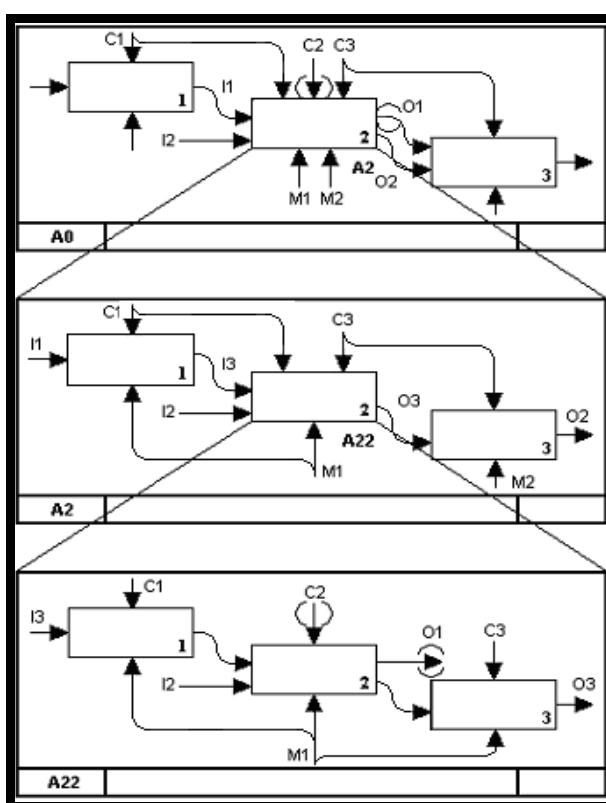 C1 C2 C3
I1 O1
1
I2 2
A2 O2 3
M1 M2
A0
C1 C3
I1
I3
1
I2 2 O3 O2
A22 3
M1 M2
A2
C1 C2
I3 O1 C3
1
I2 2 O3
3
M1
A22